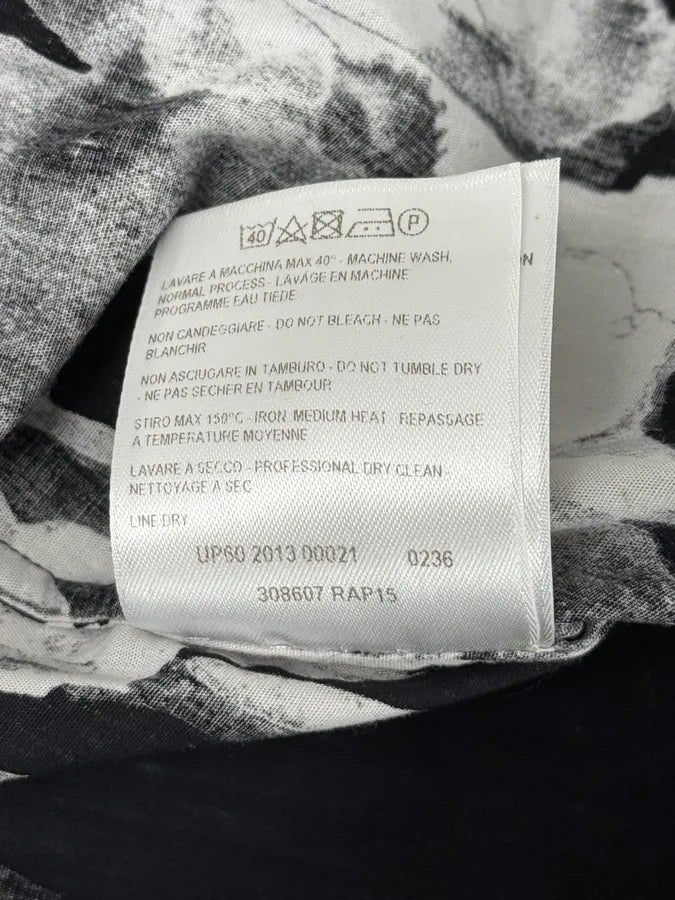 40 P
LAVARE A MACCHINA MAX 40° - MACHINE WASH,
NORMAL PROCESS - LAVAGE EN MACHINE
PROGRAMME EAU TIEDE
NON CANDEGGIARE - DO NOT BLEACH - NE PAS
BLANCHIR
NON ASCIUGARE IN TAMBURO - DO NOT TUMBLE DRY
- NE PAS SECHER EN TAMBOUR
STIRO MAX 150°C - IRON MEDIUM HEAT - REPASSAGE
A TEMPERATURE MOYENNE
LAVARE A SECCO - PROFESSIONAL DRY CLEAN -
NETTOYAGE A SEC
LINE DRY
UP60 2013 00021 0236
308607 RAP15